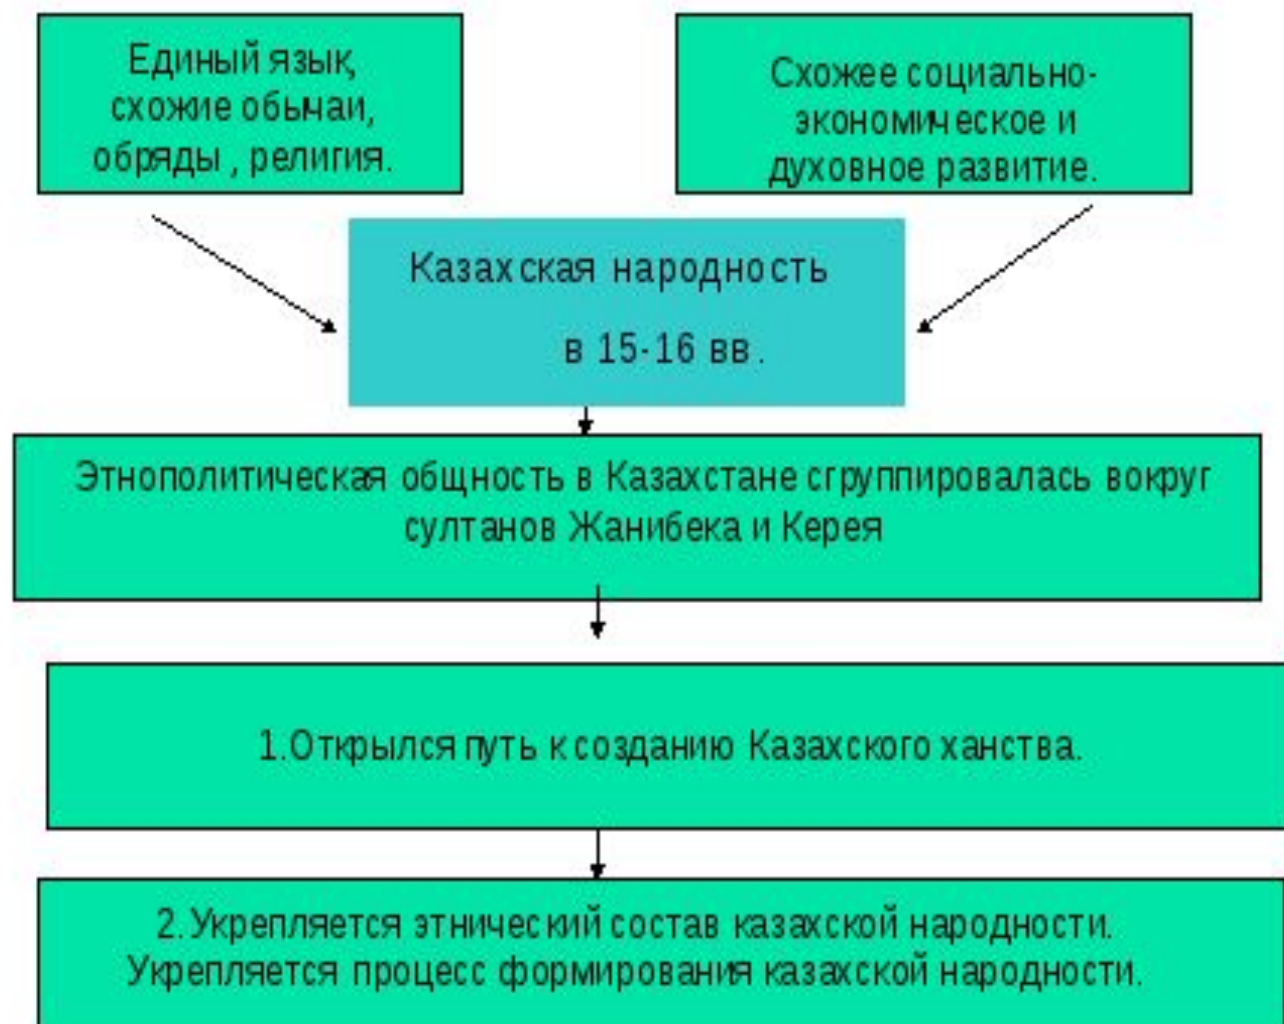 Единый язык,
схожие обычаи,
обряды , религия.
Схожее социально-
экономическое и
духовное развитие.
Казахская народность
в 15-16 вв.
Этнополитическая общность в Казахстане сгруппировалась вокруг
султанов Жанибека и Керея
1.Открылся путь к созданию Казахского ханства.
2.Укрепляется этнический состав казахской народности.
Укрепляется процесс формирования казахской народности.